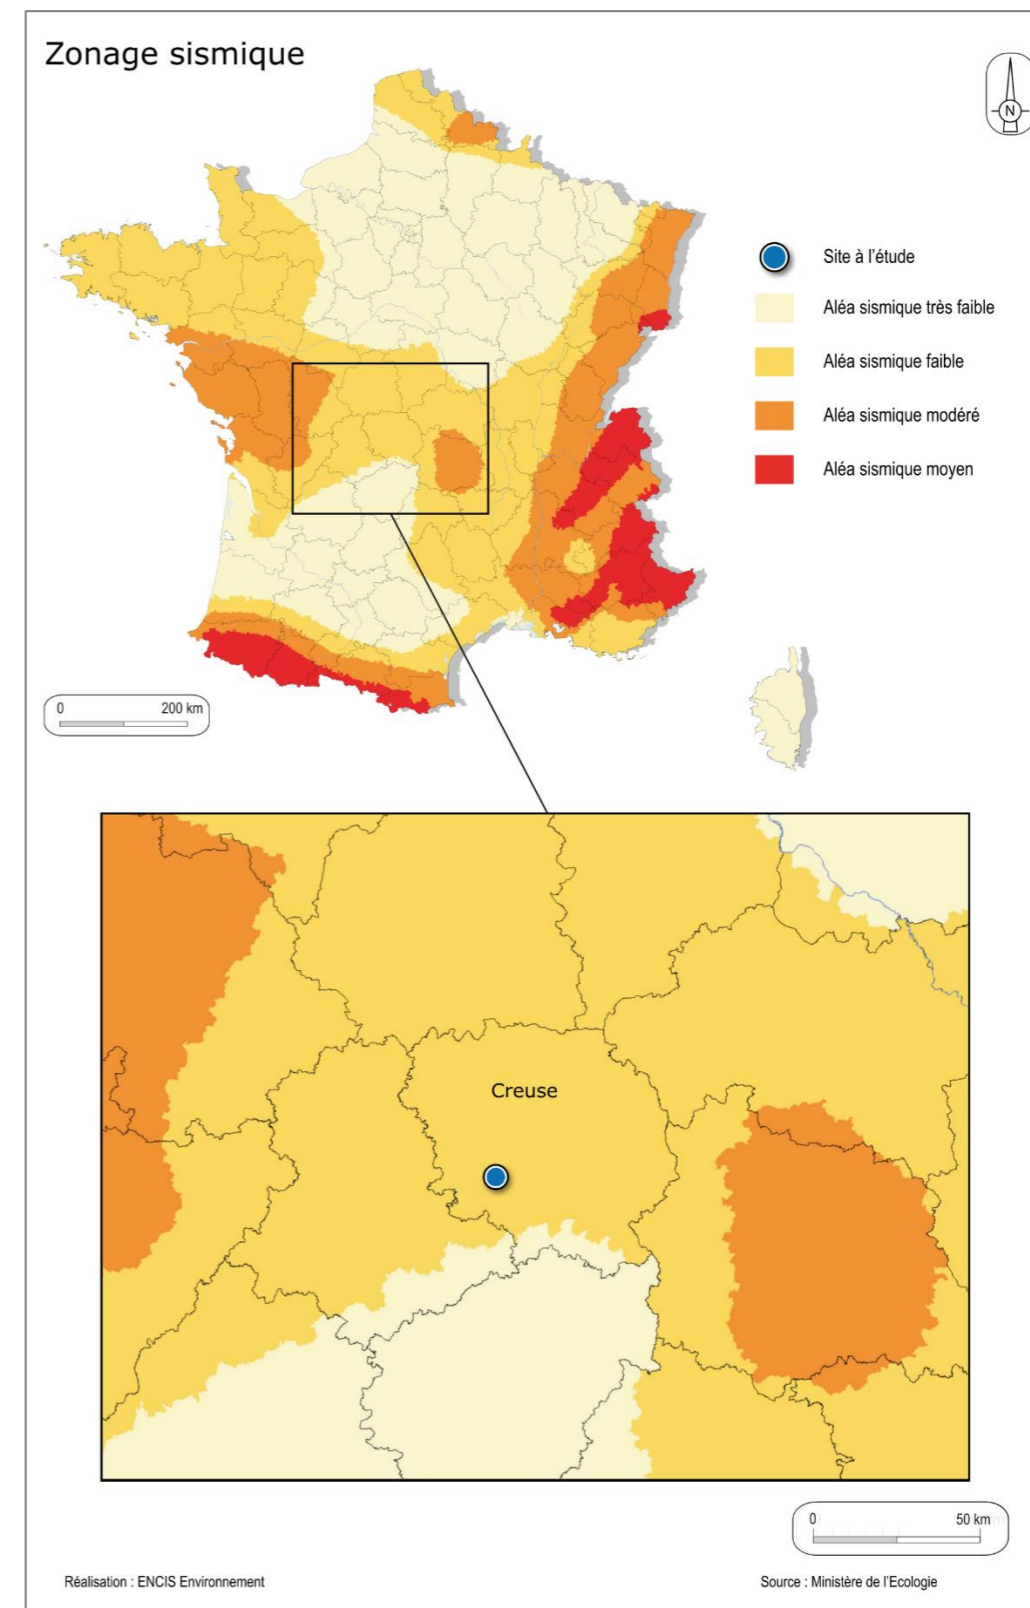 Zonage sismique
N
Site à l'étude
Aléa sismique très faible
Aléa sismique faible
Aléa sismique modéré
Aléa sismique moyen
0 200 km
Creuse
0 50 km
Réalisation : ENCIS Environnement
Source : Ministère de l'Ecologie